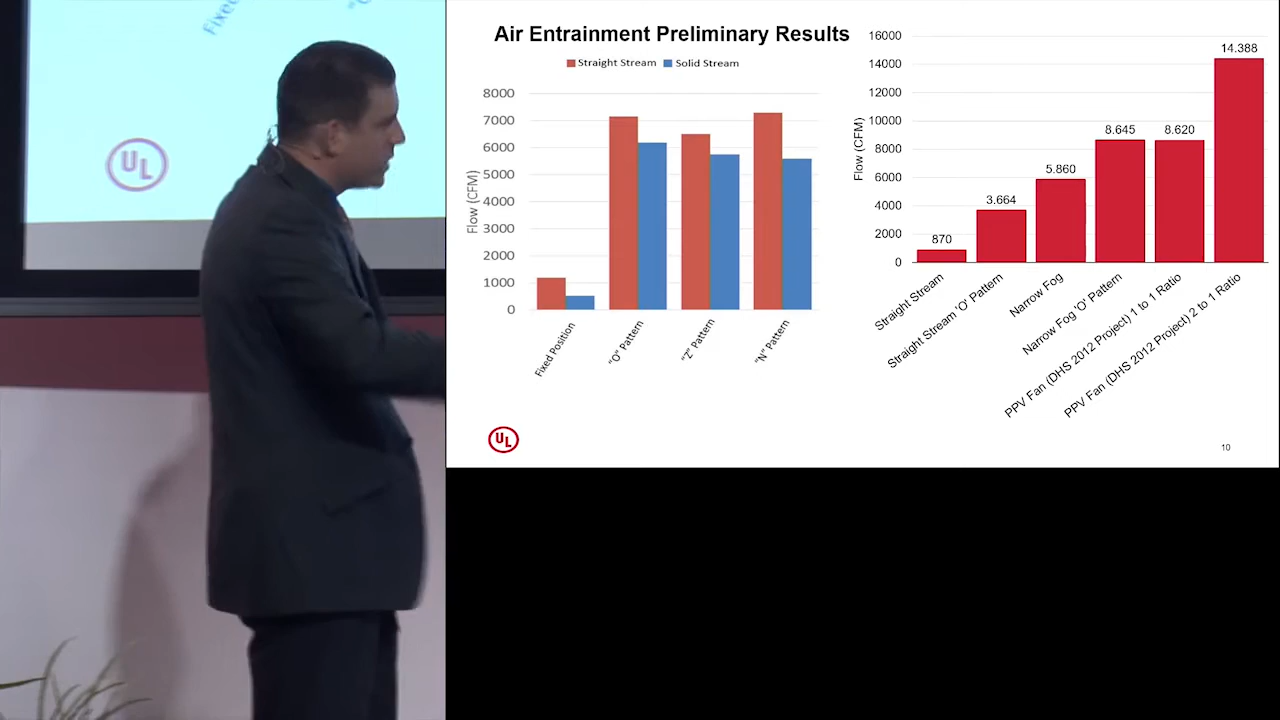 Fixed
UL
Air Entrainment Preliminary Results
Straight Stream Solid Stream
Flow (CFM)
8000
7000
6000
5000
4000
3000
2000
1000
0
Fixed Position
"O" Pattern
"Z" Pattern
"N" Pattern
Flow (CFM)
16000
14000
12000
10000
8000
6000
4000
2000
0
870
3.664
5.860
8.645
8.620
14.388
Straight Stream
Straight Stream 'O' Pattern
Narrow Fog
Narrow Fog 'O' Pattern
PPV Fan (DHS 2012 Project) 1 to 1 Ratio
PPV Fan (DHS 2012 Project) 2 to 1 Ratio
UL
10